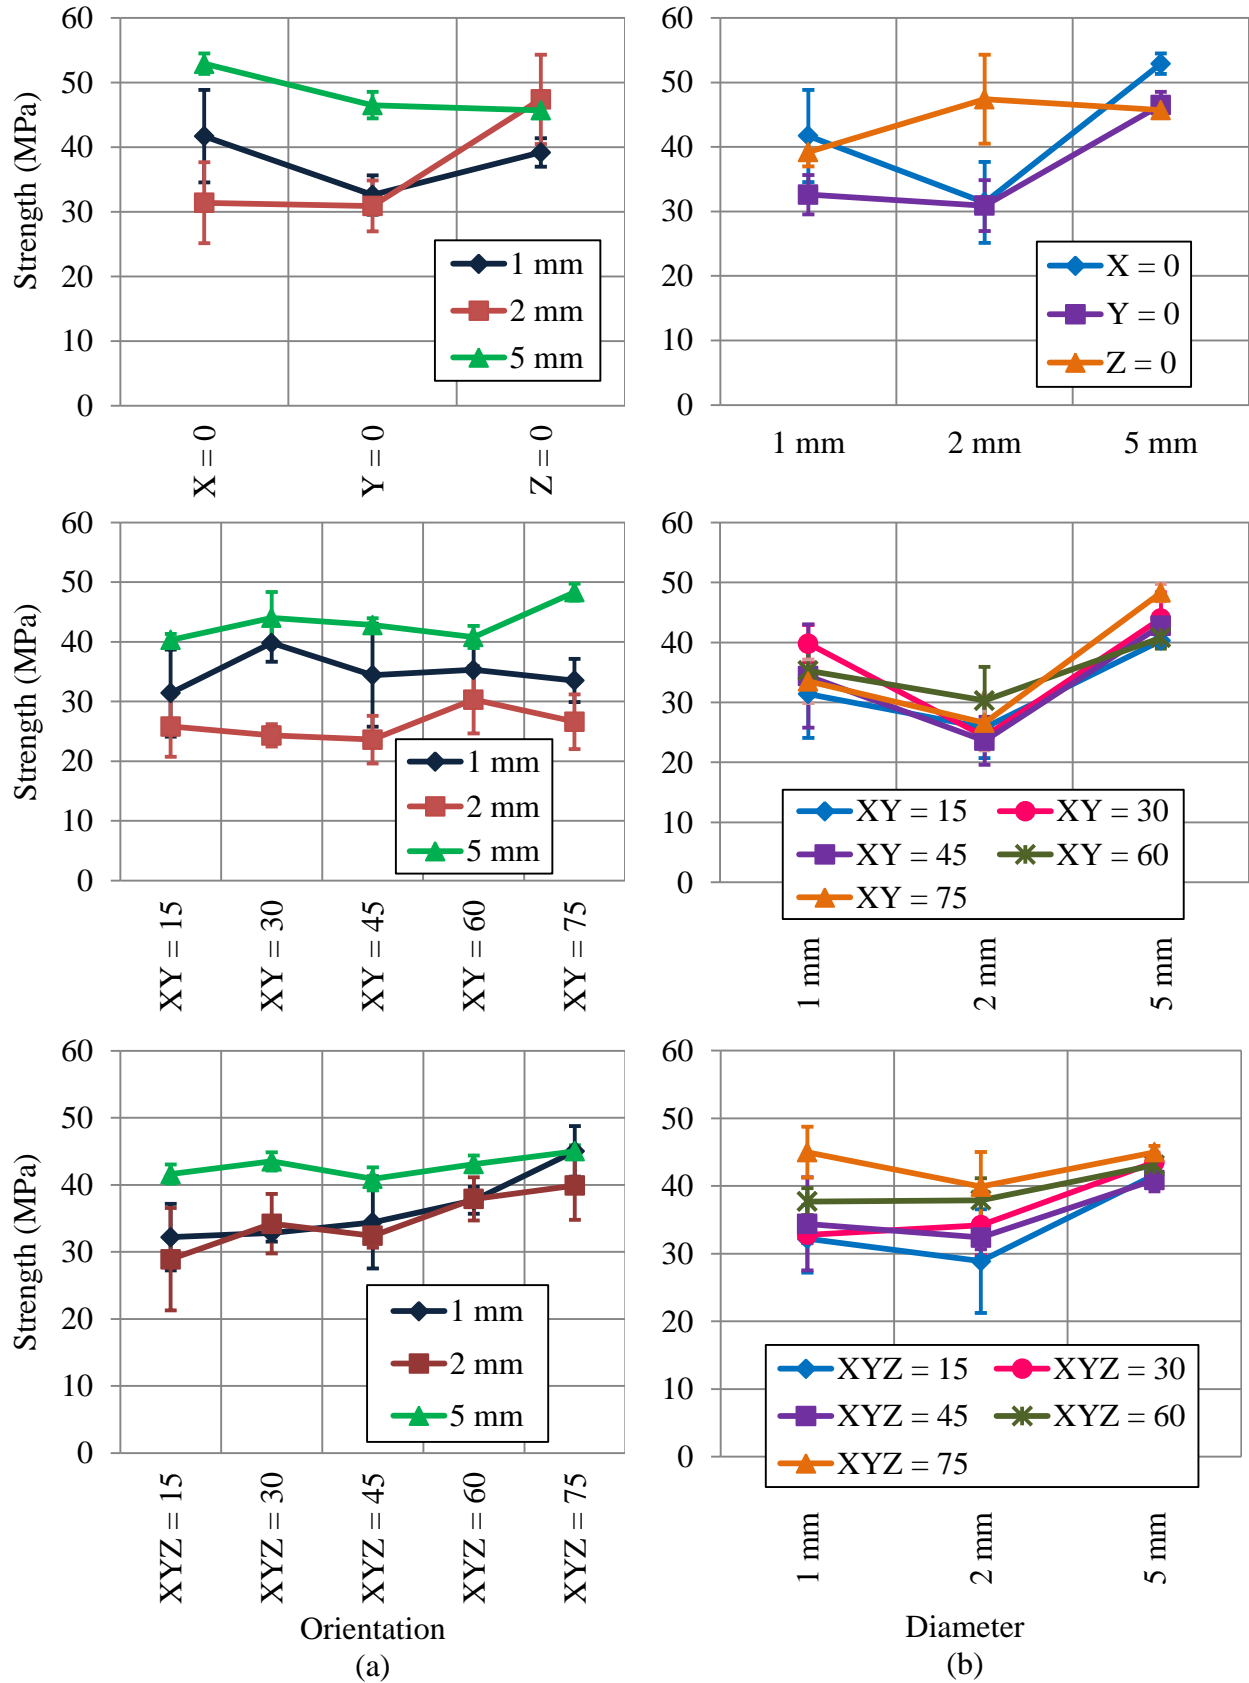 60
50
40
30
20
10
0
Strength (MPa)
1 mm
2 mm
5 mm
X = 0
Y = 0
Z = 0
60
50
40
30
20
10
0
X = 0
Y = 0
Z = 0
1 mm
2 mm
5 mm
60
50
40
30
20
10
0
Strength (MPa)
1 mm
2 mm
5 mm
XY = 15
XY = 30
XY = 45
XY = 60
XY = 75
60
50
40
30
20
10
0
XY = 15
XY = 30
XY = 45
XY = 60
XY = 75
1 mm
2 mm
5 mm
60
50
40
30
20
10
0
Strength (MPa)
1 mm
2 mm
5 mm
XYZ = 15
XYZ = 30
XYZ = 45
XYZ = 60
XYZ = 75
Orientation
(a)
60
50
40
30
20
10
0
XYZ = 15
XYZ = 30
XYZ = 45
XYZ = 60
XYZ = 75
1 mm
2 mm
5 mm
Diameter
(b)